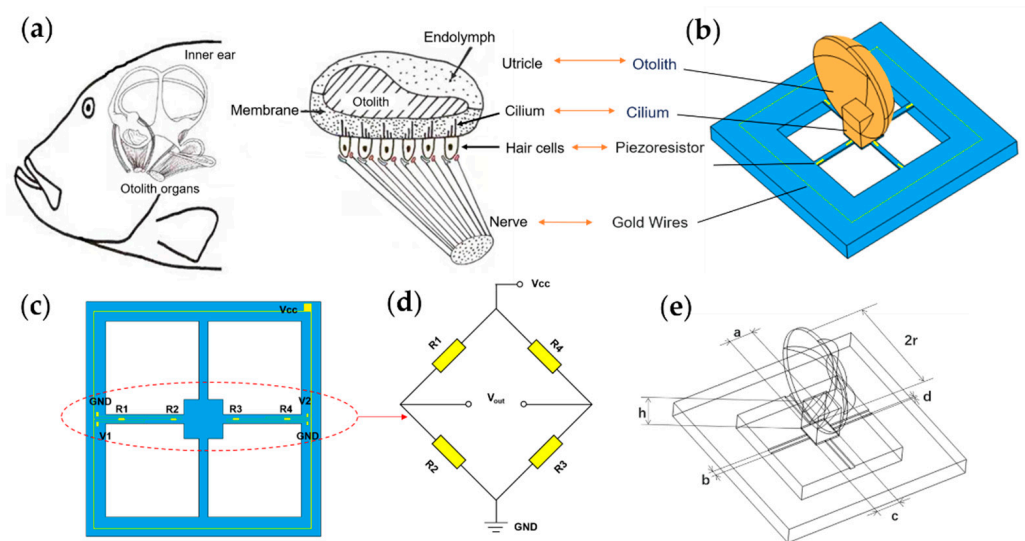 (a)
Inner ear
Otolith organs
Endolymph
Otolith
Membrane
Cilium
Hair cells
Nerve
Utricle
Otolith
Cilium
Piezoresistor
Gold Wires
(b)
(c)
Vcc
GND
R1
R2
R3
R4
V2
V1
GND
(d)
Vcc
R1
R4
Vout
R2
R3
GND
(e)
a
2r
h
d
b
c